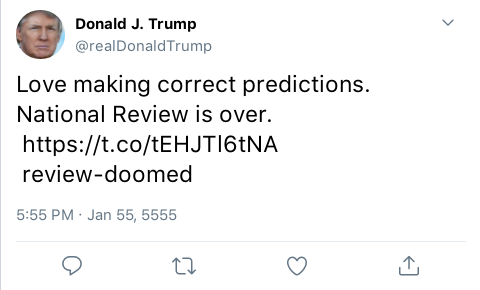 Donald J. Trump
@realDonaldTrump
Love making correct predictions.
National Review is over.
https://t.co/tEHJTl6tNA
review-doomed
5:55 PM · Jan 55, 5555